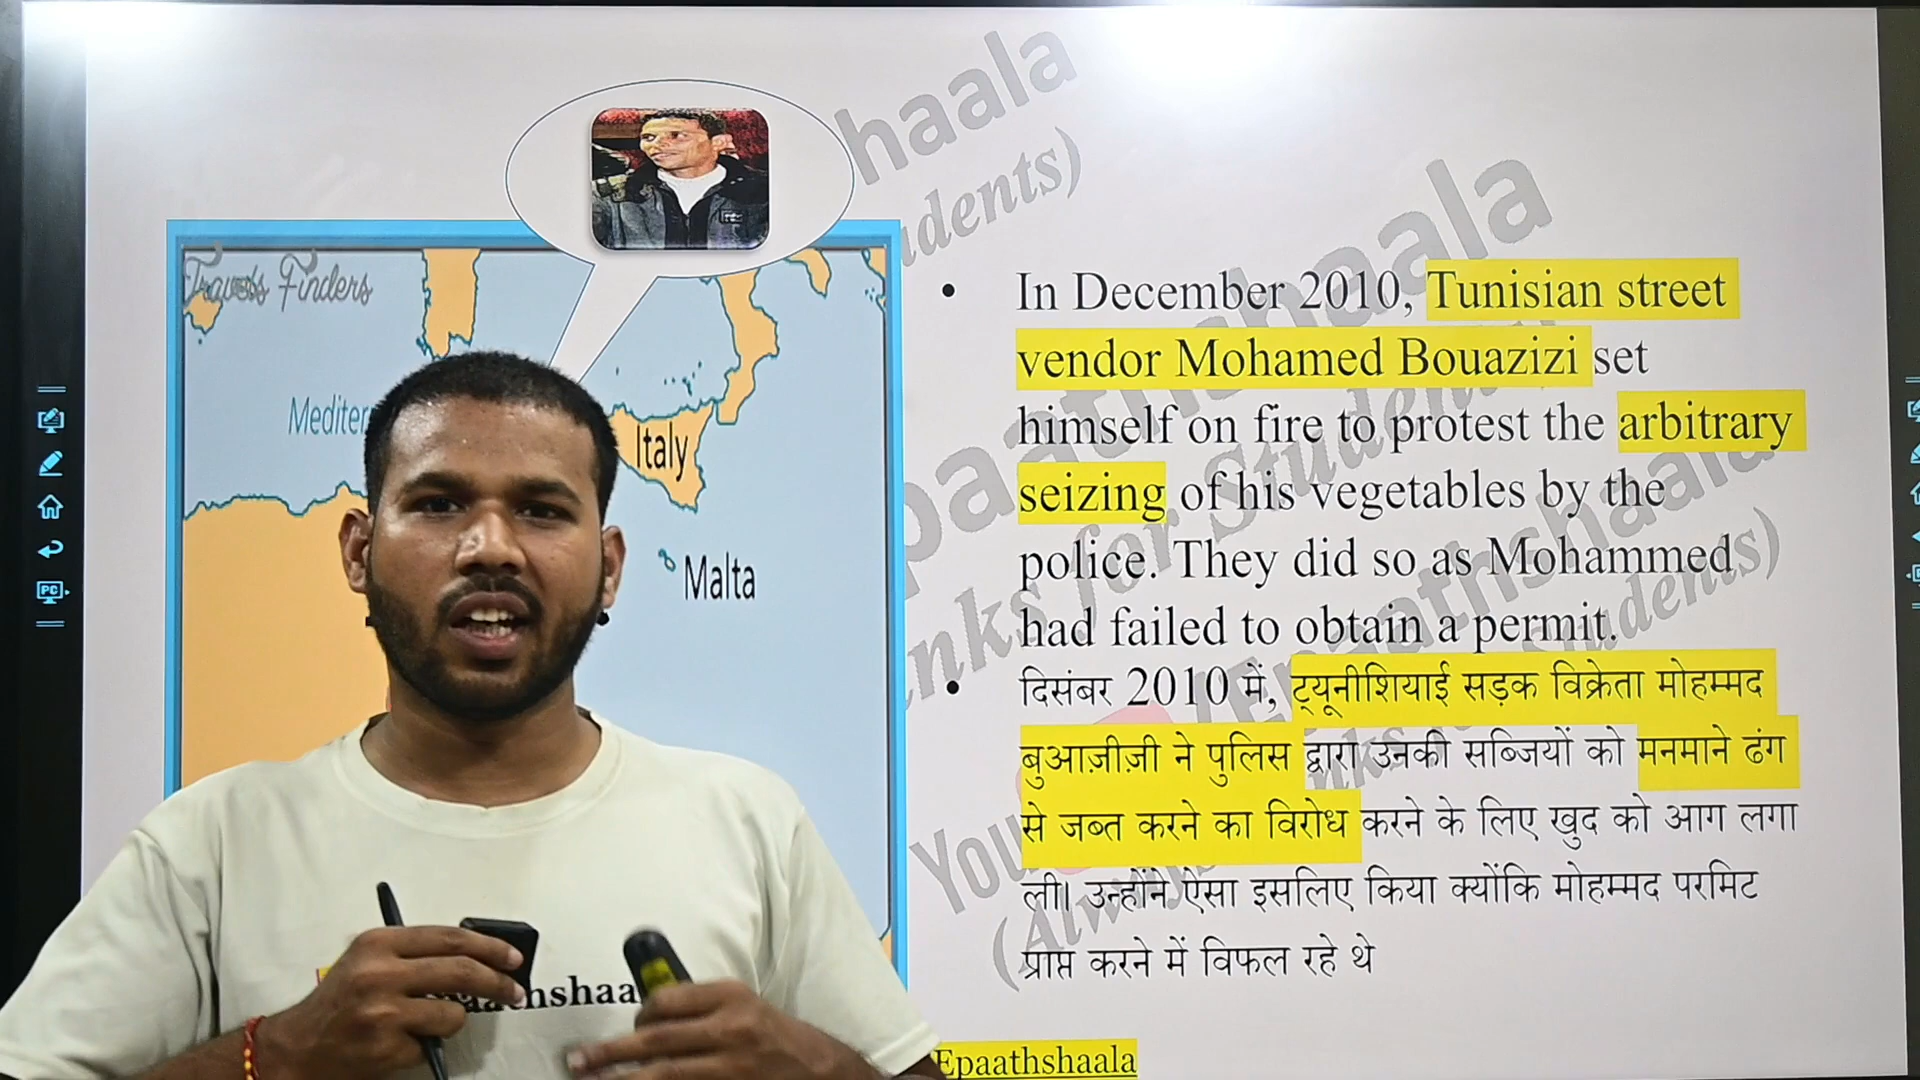 Travels Finders
Mediter
Italy
Malta
• In December 2010, Tunisian street
vendor Mohamed Bouazizi set
himself on fire to protest the arbitrary
seizing of his vegetables by the
police. They did so as Mohammed
had failed to obtain a permit.
• दिसंबर 2010 में, ट्यूनीशियाई सड़क विक्रेता मोहम्मद
बुआज़ीज़ी ने पुलिस द्वारा उनकी सब्जियों को मनमाने ढंग
से जब्त करने का विरोध करने के लिए खुद को आग लगा
ली। उन्होंने ऐसा इसलिए किया क्योंकि मोहम्मद परमिट
प्राप्त करने में विफल रहे थे
Epaathshaala
PC